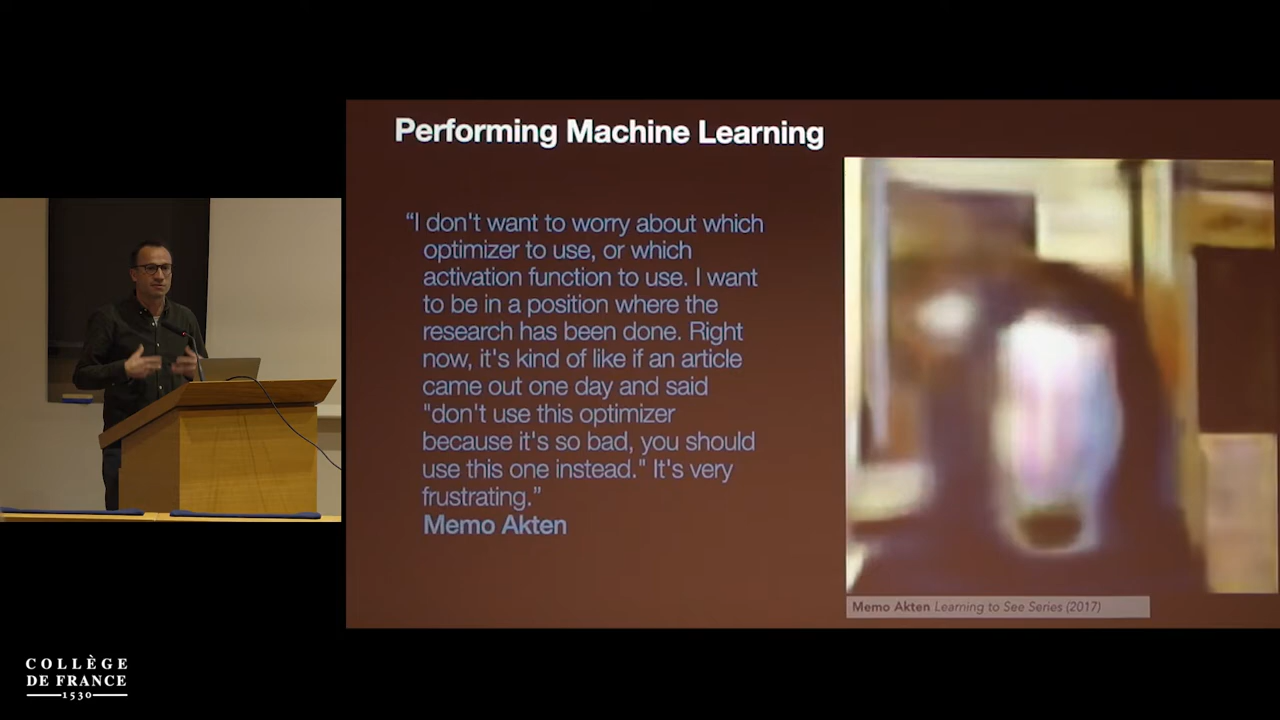 Performing Machine Learning
“I don't want to worry about which
optimizer to use, or which
activation function to use. I want
to be in a position where the
research has been done. Right
now, it's kind of like if an article
came out one day and said
"don't use this optimizer
because it's so bad, you should
use this one instead." It's very
frustrating.”
Memo Akten
Memo Akten Learning to See Series (2017)
COLLÈGE
DE FRANCE
1530